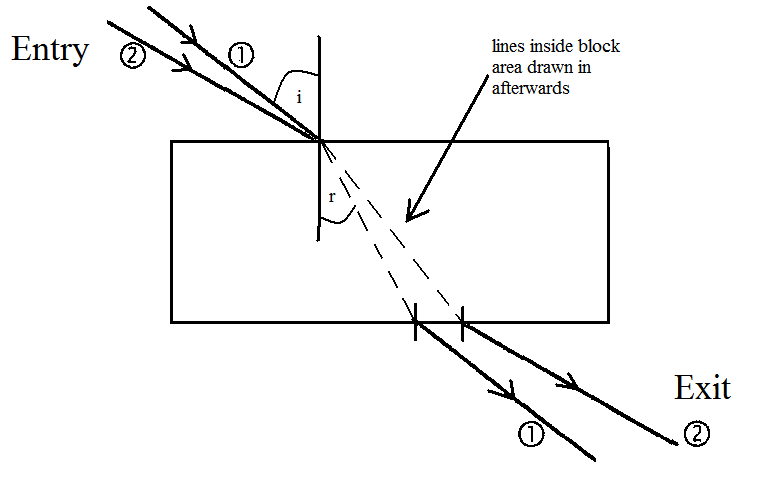 Entry
②
①
i
lines inside block
area drawn in
afterwards
r
Exit
①
②